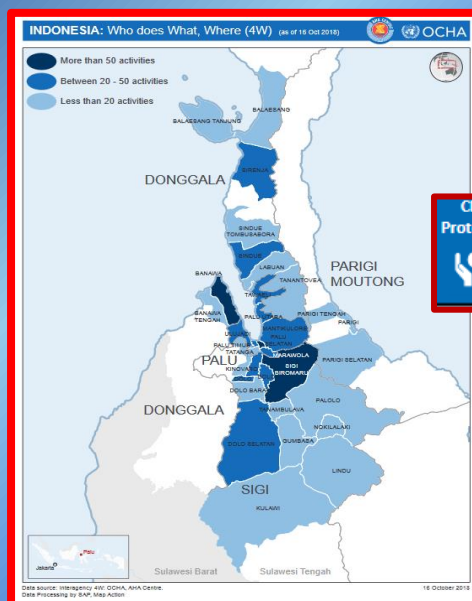 INDONESIA: Who does What, Where (4W) (as of 16 Oct 2018)
OCHA
More than 50 activities
Between 20 - 50 activities
Less than 20 activities
BALAESANG
BALAESANG TANJUNG
DONGGALA
SIRENJA
SINDUE
TOMBUSABORA
SINDUE
LABUAN
PARIGI
MOUTONG
BANAWA
TANANTOVEA
BANAWA
TENGAH
PARIGI TENGAH
MANTIKULORE
PARIGI
PALU
SELATAN
PALU TIMUR
TATANGA
MARAWOLA
PALU
SIGI
BIROMARU
PARIGI SELATAN
KINOVARO
DOLO BARAT
DONGGALA
PALOLO
TANAMBULAVA
NOKILALAKI
DOLO SELATAN
GUMBASA
LINDU
SIGI
KULAWI
Palu
Jakarta
Sulawesi Barat
Sulawesi Tengah
Data source: Interagency 4W: OCHA, AHA Centre.
Data Processing by SAP, Map Action
16 October 2018